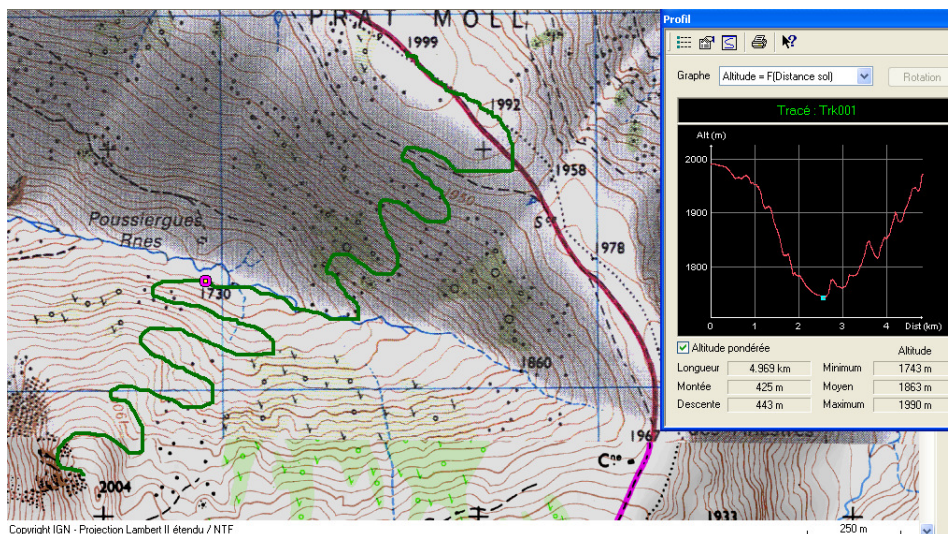 PRAT MOLL
1999
1992
1958
1978
Poussiergues
Rnes
1730
1860
1967
Cne
2004
1933
Copyright IGN - Projection Lambert II étendu / NTF
250 m
Profil
Graphe
Altitude = F(Distance sol)
Rotation
Tracé : Trk001
Alt (m)
2000
1900
1800
0 1 2 3 4 Dist (km)
Altitude pondérée
Altitude
Longueur 4.969 km Minimum 1743 m
Montée 425 m Moyen 1863 m
Descente 443 m Maximum 1990 m